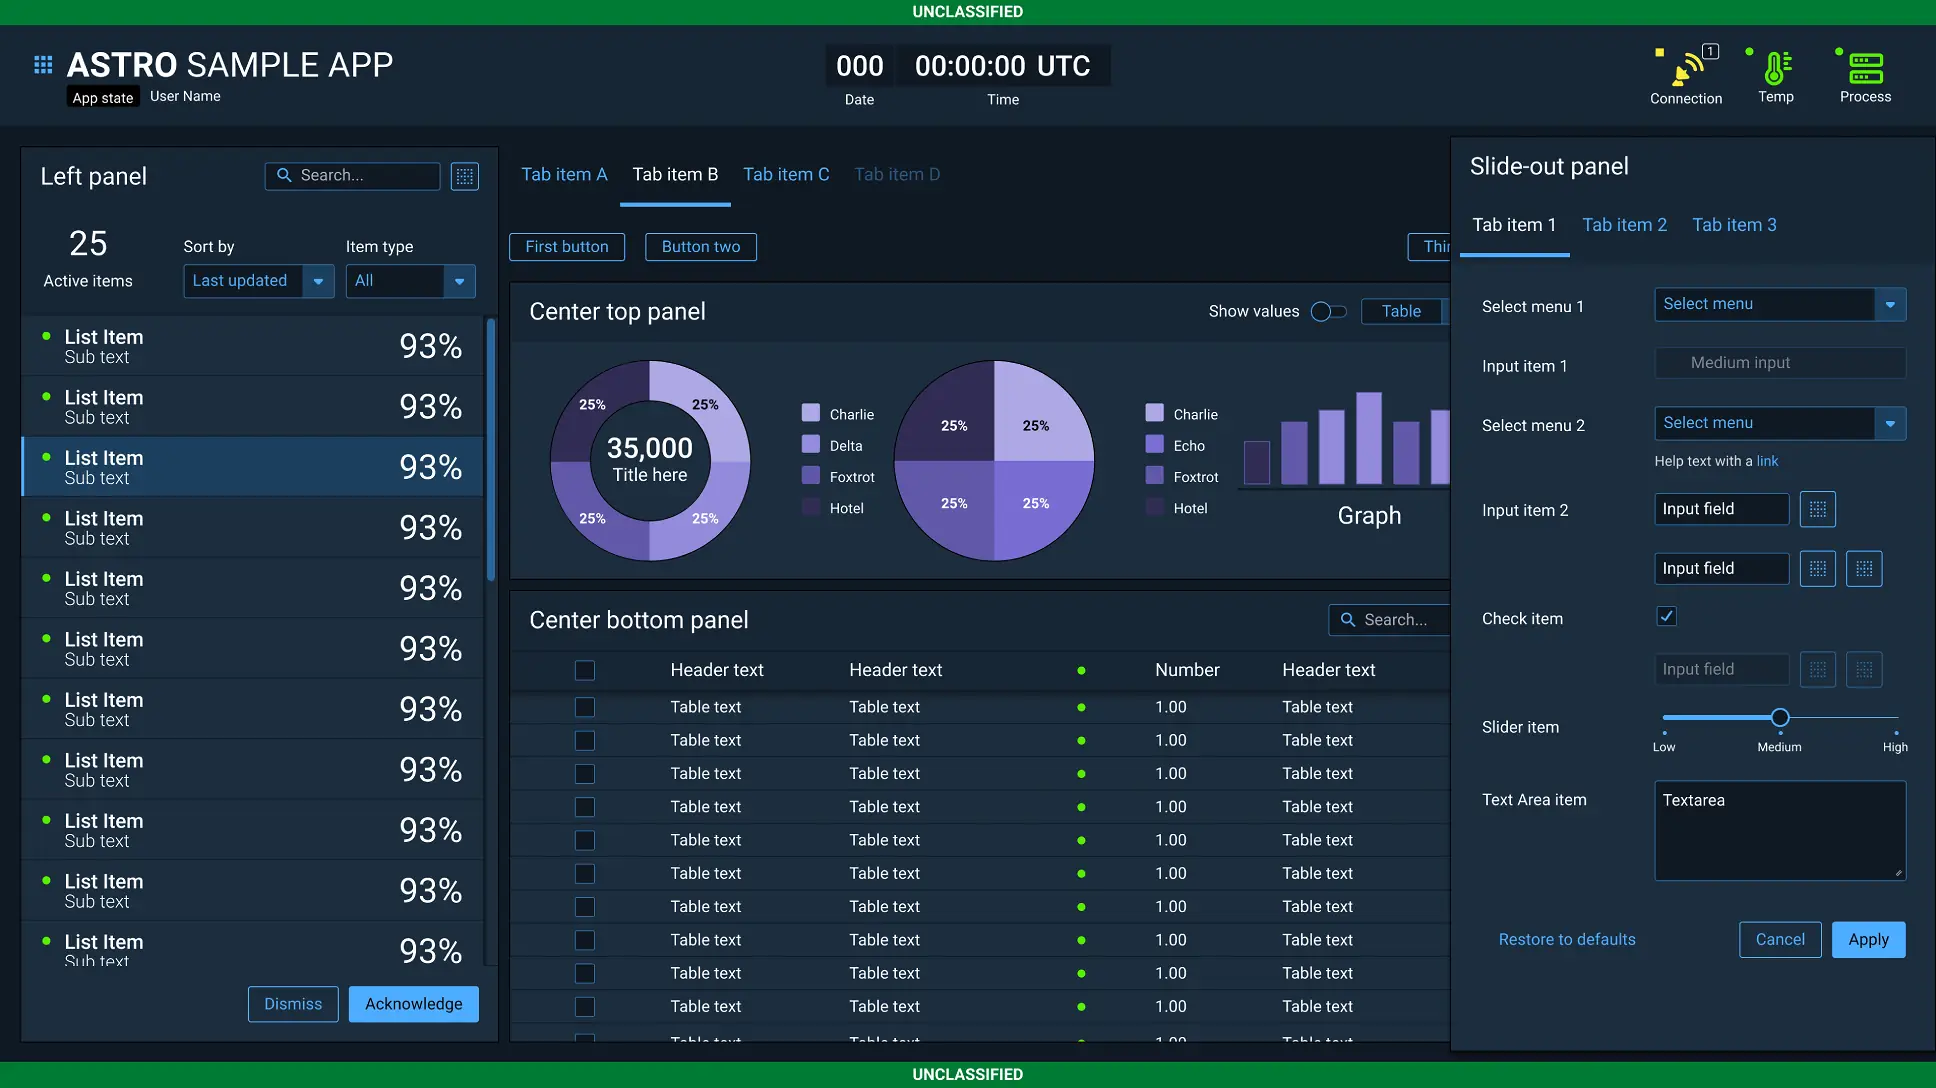 UNCLASSIFIED
ASTRO SAMPLE APP
App state User Name
000 00:00:00 UTC
Date Time
1
Connection Temp Process
Left panel
Search...
25
Active items
Sort by
Last updated
Item type
All
List Item
Sub text
93%
List Item
Sub text
93%
List Item
Sub text
93%
List Item
Sub text
93%
List Item
Sub text
93%
List Item
Sub text
93%
List Item
Sub text
93%
List Item
Sub text
93%
List Item
Sub text
93%
List Item
Sub text
93%
List Item
Sub text
93%
Dismiss Acknowledge
Tab item A Tab item B Tab item C Tab item D
First button Button two
Center top panel
Show values Table
25% 25%
35,000
Title here
25% 25%
Charlie
Delta
Foxtrot
Hotel
25% 25%
25% 25%
Charlie
Echo
Foxtrot
Hotel
Graph
Center bottom panel
Search...
Header text Header text Number Header text
Table text Table text 1.00 Table text
Table text Table text 1.00 Table text
Table text Table text 1.00 Table text
Table text Table text 1.00 Table text
Table text Table text 1.00 Table text
Table text Table text 1.00 Table text
Table text Table text 1.00 Table text
Table text Table text 1.00 Table text
Table text Table text 1.00 Table text
Table text Table text 1.00 Table text
Slide-out panel
Tab item 1 Tab item 2 Tab item 3
Select menu 1 Select menu
Input item 1 Medium input
Select menu 2 Select menu
Help text with a link
Input item 2 Input field
Input field
Check item
Input field
Slider item
Low Medium High
Text Area item Textarea
Restore to defaults Cancel Apply
UNCLASSIFIED